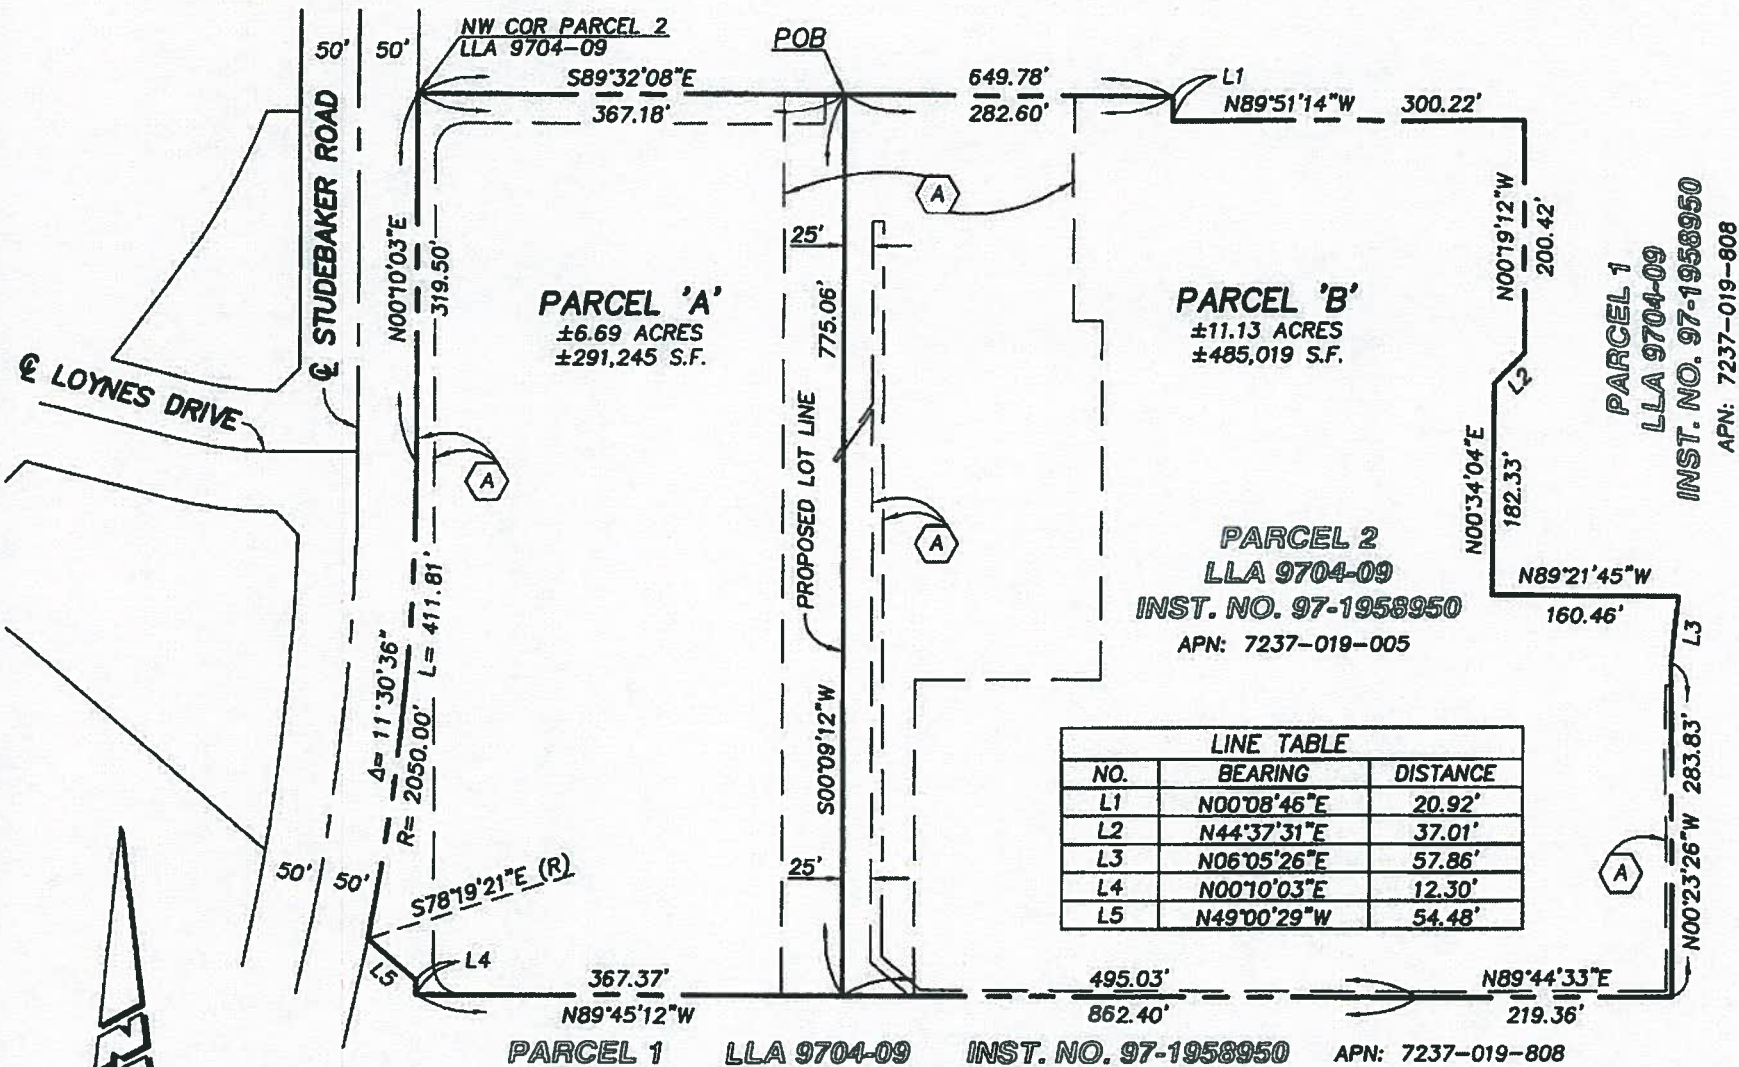 NW COR PARCEL 2
LLA 9704-09
POB
50' 50'
S89°32'08"E
367.18'
649.78'
282.60'
L1
N89°51'14"W 300.22'
℄ STUDEBAKER ROAD
N00°10'03"E
319.50'
A
25'
775.06'
PARCEL 'A'
±6.69 ACRES
±291,245 S.F.
PARCEL 'B'
±11.13 ACRES
±485,019 S.F.
N00°19'12"W
200.42'
PARCEL 1
LLA 9704-09
INST. NO. 97-1958950
APN: 7237-019-808
℄ LOYNES DRIVE
L2
PROPOSED LOT LINE
N00°34'04"E
182.33'
A
A
PARCEL 2
LLA 9704-09
INST. NO. 97-1958950
APN: 7237-019-005
N89°21'45"W
160.46'
L3
Δ= 11°30'36"
R= 2050.00' L= 411.81'
S00°09'12"W
LINE TABLE
NO. BEARING DISTANCE
L1 N00°08'46"E 20.92'
L2 N44°37'31"E 37.01'
L3 N06°05'26"E 57.86'
L4 N00°10'03"E 12.30'
L5 N49°00'29"W 54.48'
N00°23'26"W 283.83'
A
50' 50'
S78°19'21"E (R)
25'
L5
L4
367.37'
N89°45'12"W
495.03'
862.40'
N89°44'33"E
219.36'
PARCEL 1 LLA 9704-09 INST. NO. 97-1958950 APN: 7237-019-808